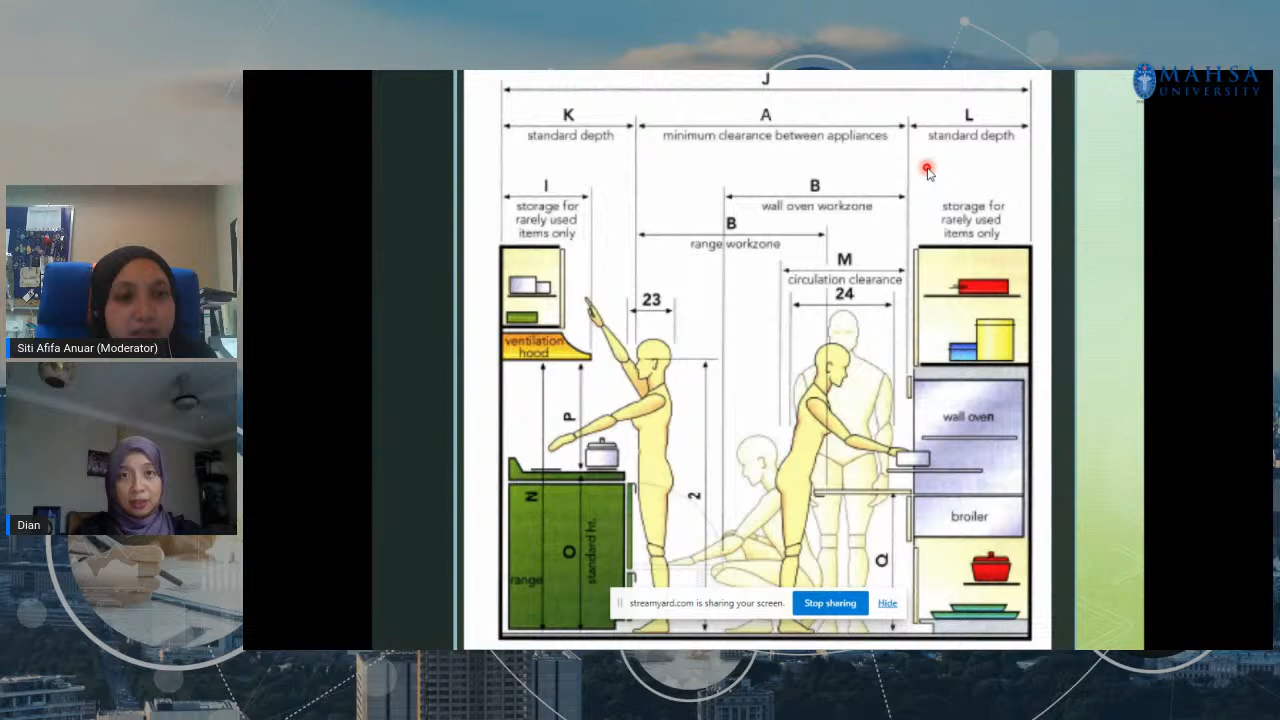 MAHSA
UNIVERSITY
J
K
A
L
standard depth
minimum clearance between appliances
standard depth
I
B
storage for
rarely used
items only
wall oven workzone
storage for
rarely used
items only
B
range workzone
M
circulation clearance
23
24
ventilation
hood
P
wall oven
N
2
broiler
O
standard ht.
Q
range
streamyard.com is sharing your screen.
Stop sharing
Hide
Siti Afifa Anuar (Moderator)
Dian